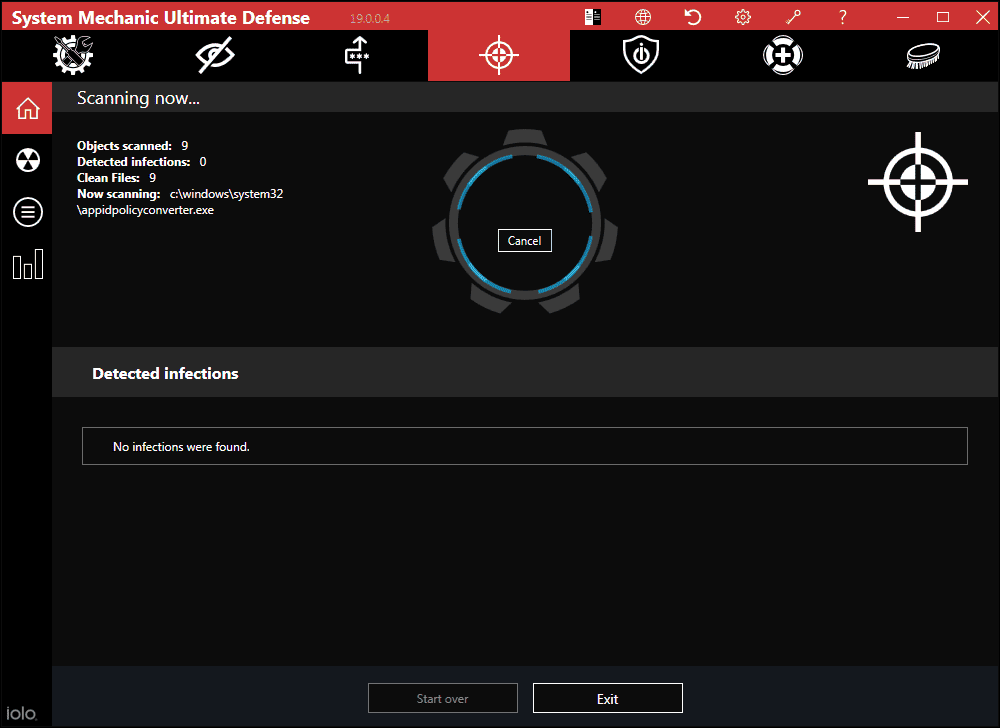 System Mechanic Ultimate Defense 19.0.0.4 ?
***
Scanning now...
Objects scanned: 9
Detected infections: 0
Clean Files: 9
Now scanning: c:\windows\system32
\appidpolicyconverter.exe
Cancel
Detected infections
No infections were found.
Start over Exit
iolo